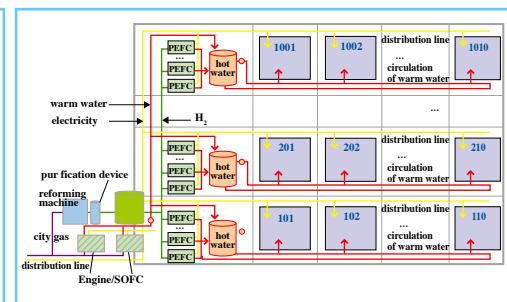 PEFC
...
PEFC
PEFC
hot
water
1001
1002
distribution line
...
circulation
of warm water
1010
warm water
electricity
H2
...
PEFC
...
PEFC
PEFC
hot
water
201
202
distribution line
...
circulation
of warm water
210
pur fication device
reforming
machine
city gas
distribution line
Engine/SOFC
PEFC
...
PEFC
PEFC
hot
water
101
102
distribution line
...
circulation
of warm water
110